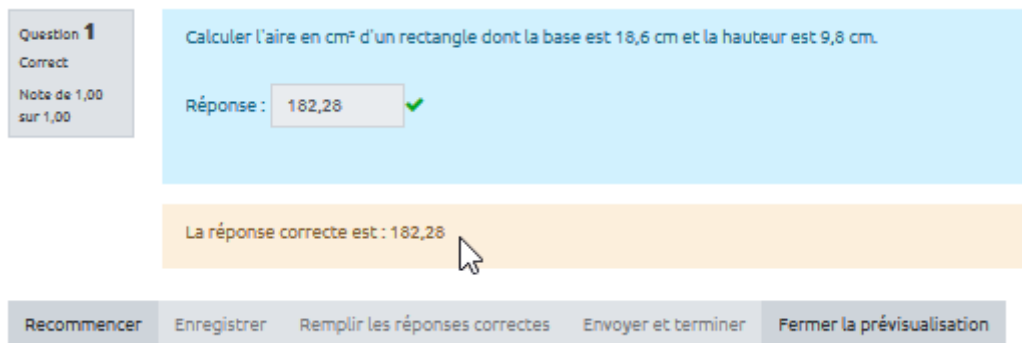 Question 1
Correct
Note de 1,00
sur 1,00
Calculer l'aire en cm² d'un rectangle dont la base est 18,6 cm et la hauteur est 9,8 cm.
Réponse : 182,28
La réponse correcte est : 182,28
Recommencer Enregistrer Remplir les réponses correctes Envoyer et terminer Fermer la prévisualisation